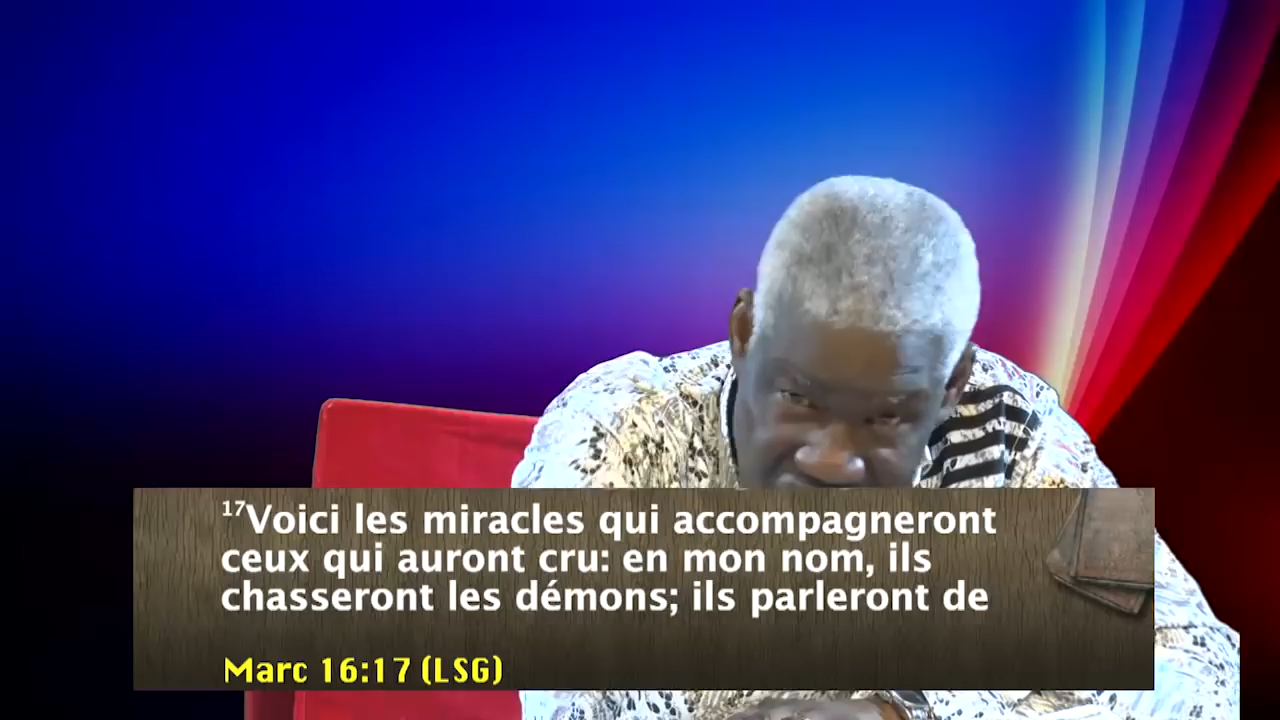 ¹⁷Voici les miracles qui accompagneront
ceux qui auront cru: en mon nom, ils
chasseront les démons; ils parleront de
Marc 16:17 (LSG)